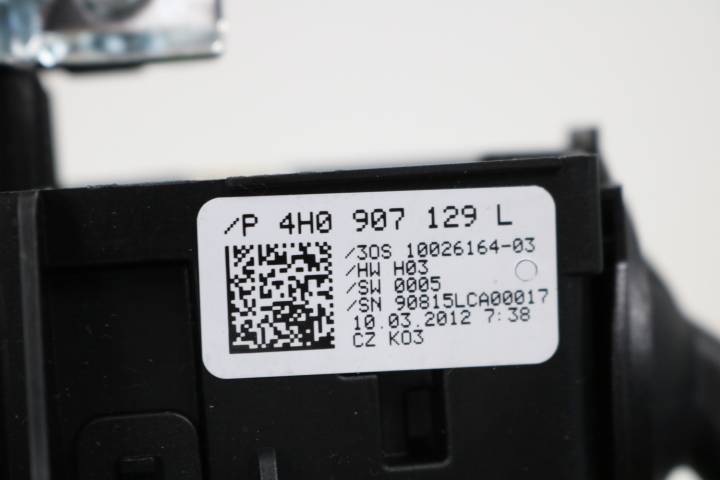 /P 4H0 907 129 L
/3OS 10026164-03
/HW H03
/SW 0005
/SN 90815LCA00017
10.03.2012 7:38
CZ K03